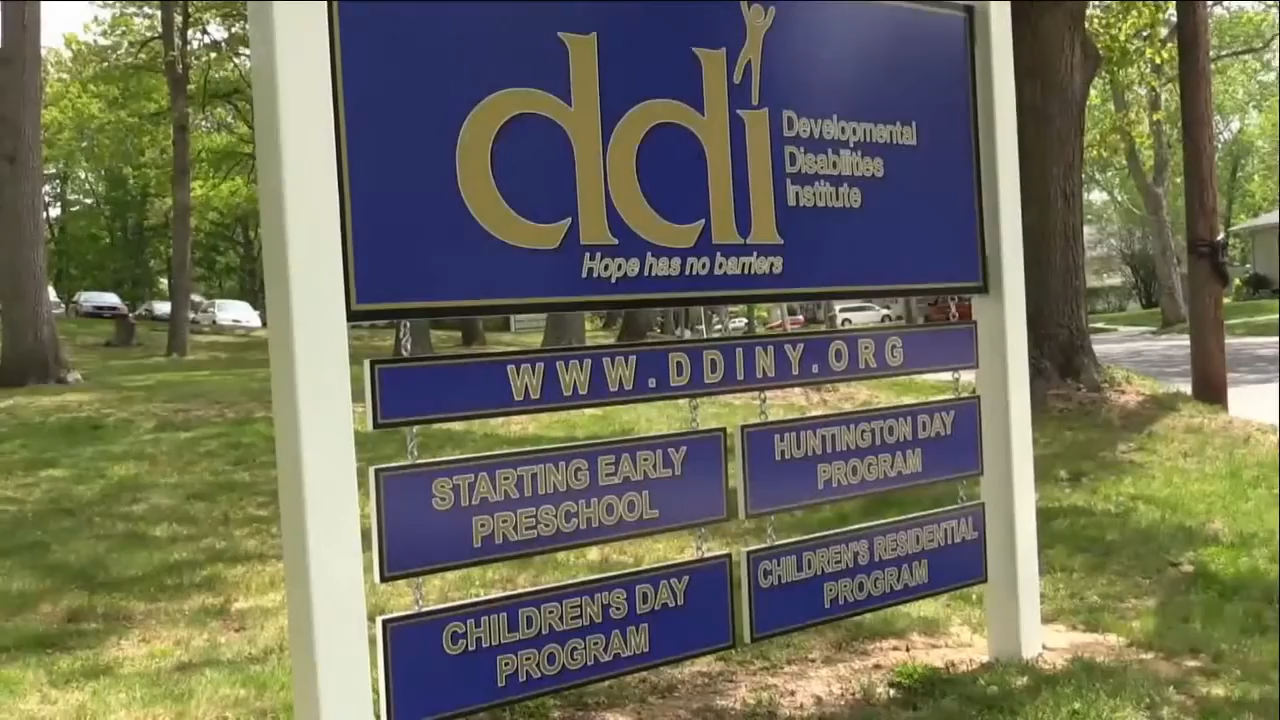 ddi
Developmental
Disabilities
Institute
Hope has no barriers
WWW.DDINY.ORG
STARTING EARLY
PRESCHOOL
HUNTINGTON DAY
PROGRAM
CHILDREN'S DAY
PROGRAM
CHILDREN'S RESIDENTIAL
PROGRAM